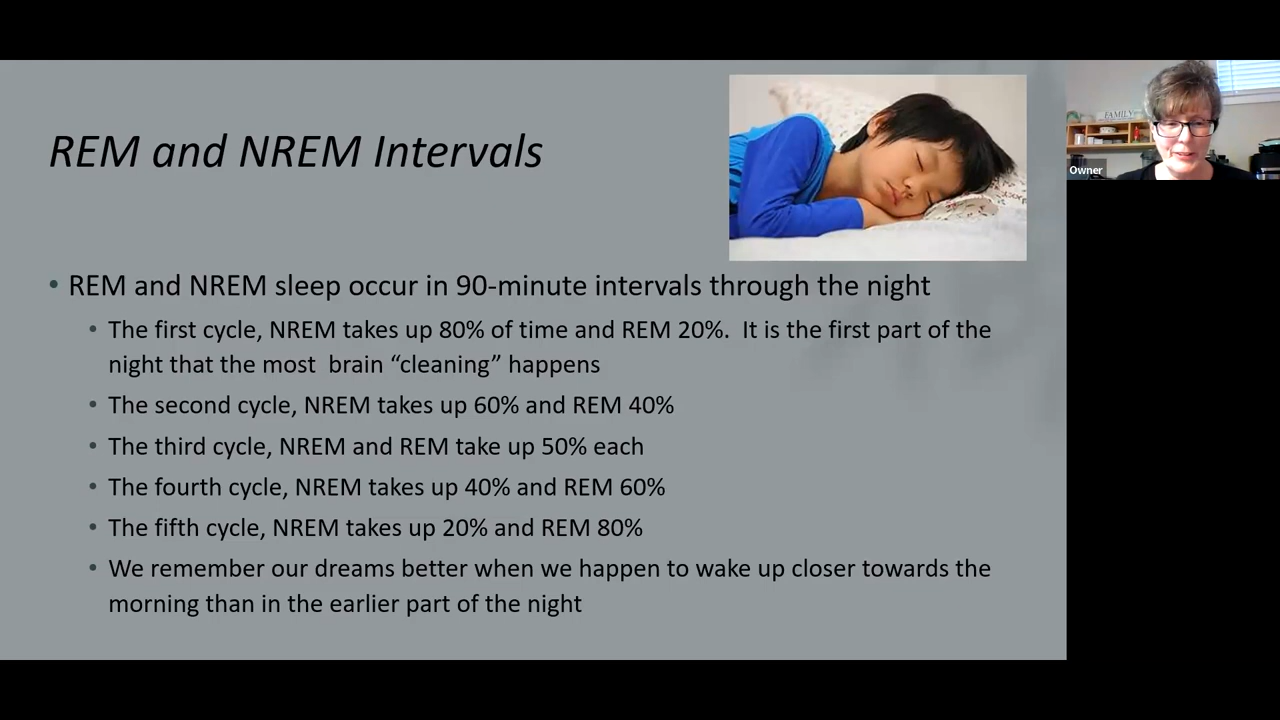 REM and NREM Intervals
FAMILY
Owner
• REM and NREM sleep occur in 90-minute intervals through the night
• The first cycle, NREM takes up 80% of time and REM 20%.  It is the first part of the
night that the most  brain “cleaning” happens
• The second cycle, NREM takes up 60% and REM 40%
• The third cycle, NREM and REM take up 50% each
• The fourth cycle, NREM takes up 40% and REM 60%
• The fifth cycle, NREM takes up 20% and REM 80%
• We remember our dreams better when we happen to wake up closer towards the
morning than in the earlier part of the night